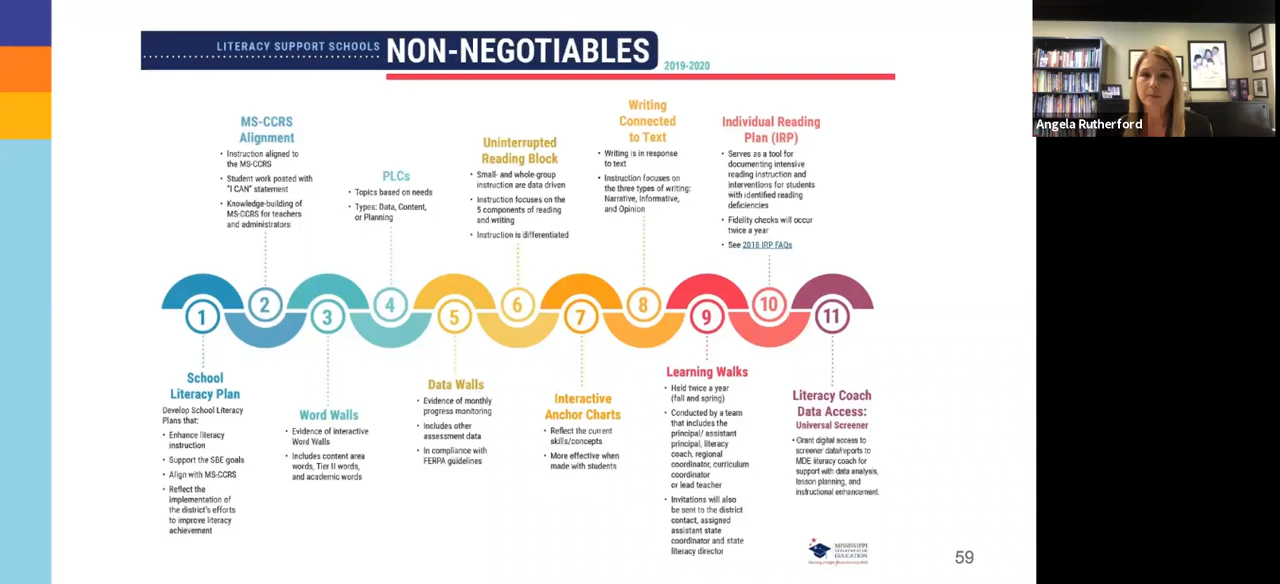 LITERACY SUPPORT SCHOOLS NON-NEGOTIABLES
2019-2020
MS-CCRS
Alignment
• Instruction aligned to
the MS-CCRS
• Student work posted with
"I CAN" statement
• Knowledge-building of
MS-CCRS for teachers
and administrators
PLCs
• Topics based on needs
• Types: Data, Content,
or Planning
Uninterrupted
Reading Block
• Small- and whole-group
instruction are data driven
• Instruction focuses on the
5 components of reading
and writing
• Instruction is differentiated
Writing
Connected
to Text
• Writing is in response
to text
• Instruction focuses on
the three types of writing:
Narrative, Informative,
and Opinion
Individual Reading
Plan (IRP)
• Serves as a tool for
documenting intensive
reading instruction and
interventions for students
with identified reading
deficiencies
• Fidelity checks will occur
twice a year
• See 2018 IRP FAQs
1 2 3 4 5 6 7 8 9 10 11
School
Literacy Plan
Develop School Literacy
Plans that:
• Enhance literacy
instruction
• Support the SBE goals
• Align with MS-CCRS
• Reflect the
implementation of
the district's efforts
to improve literacy
achievement
Word Walls
• Evidence of interactive
Word Walls
• Includes content area
words, Tier II words,
and academic words
Data Walls
• Evidence of monthly
progress monitoring
• Includes other
assessment data
• In compliance with
FERPA guidelines
Interactive
Anchor Charts
• Reflect the current
skills/concepts
• More effective when
made with students
Learning Walks
• Held twice a year
(fall and spring)
• Conducted by a team
that includes the
principal/ assistant
principal, literacy
coach, regional
coordinator, curriculum
coordinator
or lead teacher
• Invitations will also
be sent to the district
contact, assigned
assistant state
coordinator and state
literacy director
Literacy Coach
Data Access:
Universal Screener
• Grant digital access to
screener data/reports to
MDE literacy coach for
support with data analysis,
lesson planning, and
instructional enhancement.
MISSISSIPPI
DEPARTMENT OF
EDUCATION
59
Angela Rutherford